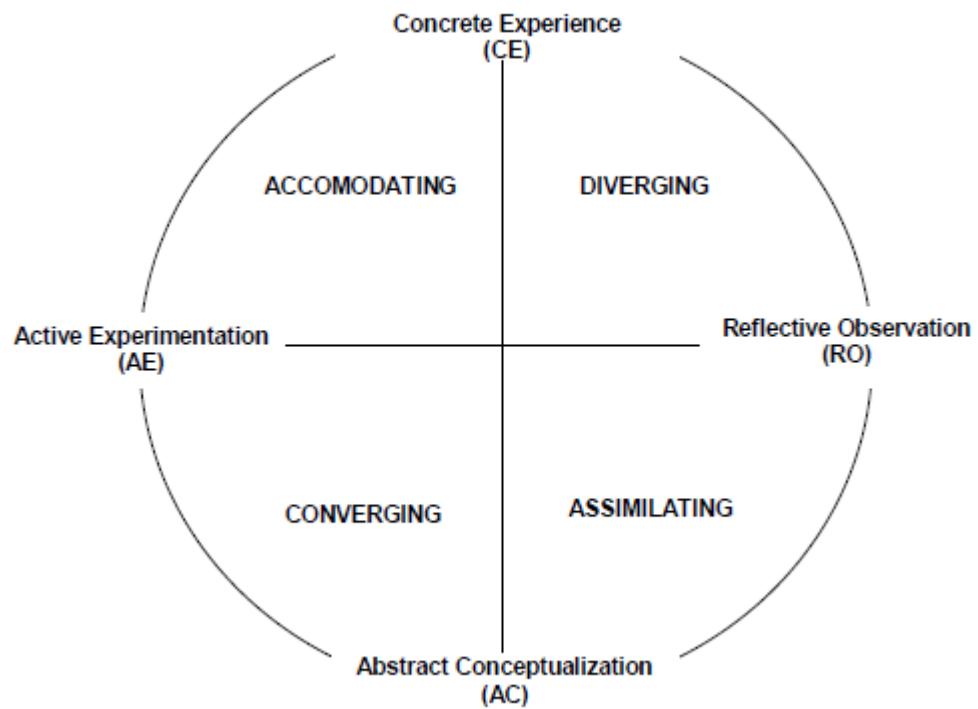 Concrete Experience
(CE)
ACCOMODATING
DIVERGING
Active Experimentation
(AE)
Reflective Observation
(RO)
CONVERGING
ASSIMILATING
Abstract Conceptualization
(AC)